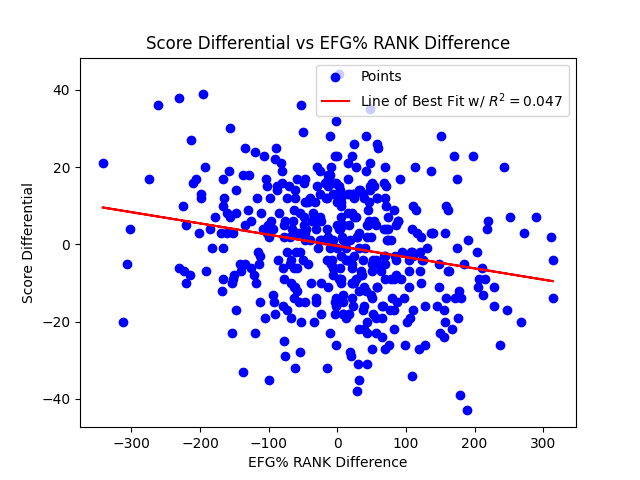 Score Differential vs EFG% RANK Difference
Points
Line of Best Fit w/ R² = 0.047
40
20
0
−20
−40
Score Differential
−300
−200
−100
0
100
200
300
EFG% RANK Difference